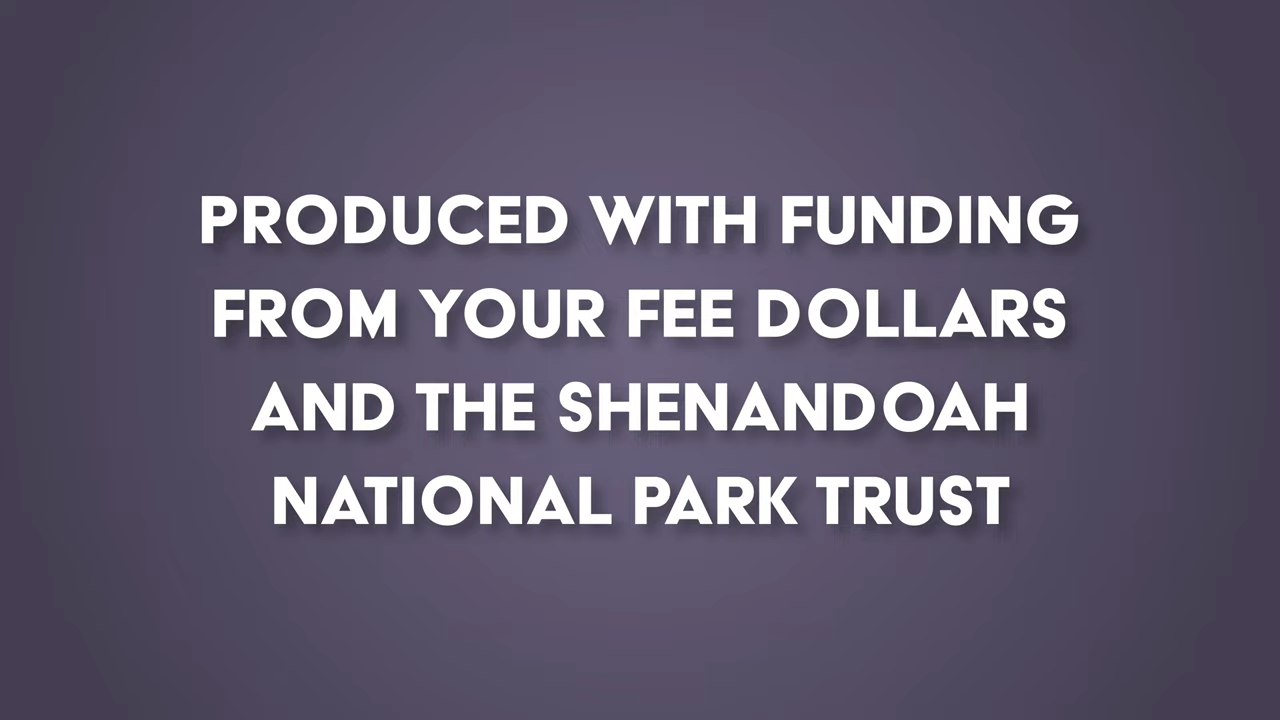 PRODUCED WITH FUNDING
FROM YOUR FEE DOLLARS
AND THE SHENANDOAH
NATIONAL PARK TRUST